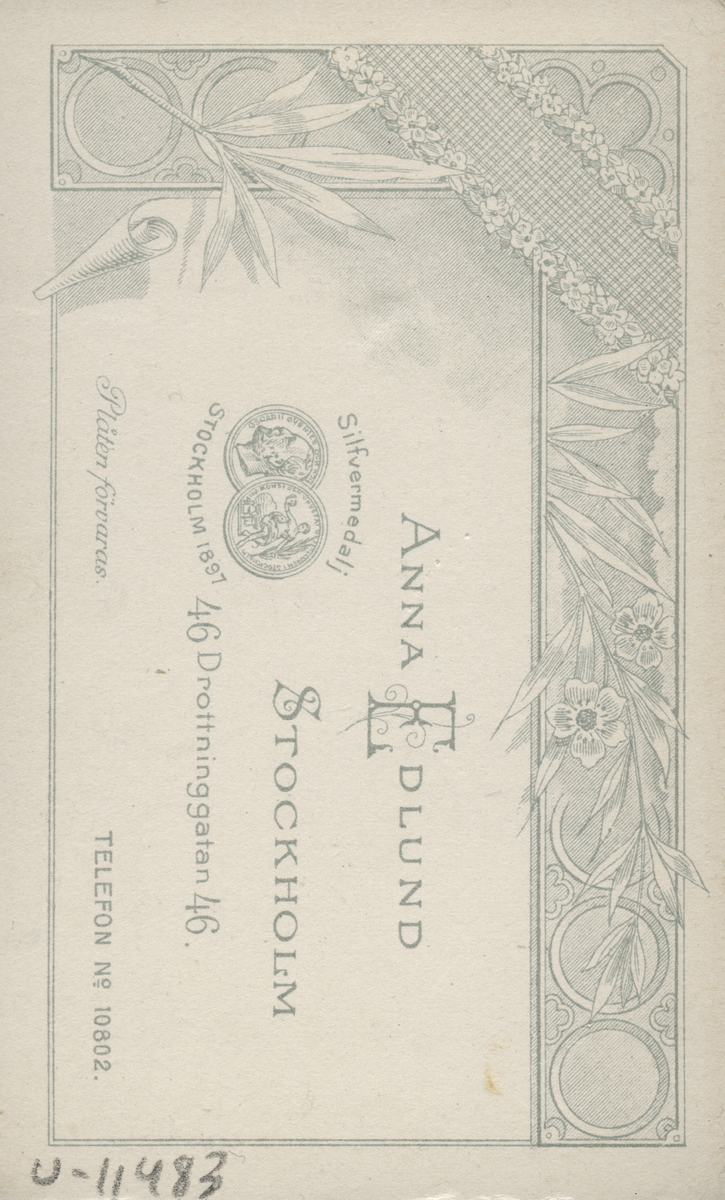 ANNA EDLUND
Silfvermedalj
STOCKHOLM 1897
STOCKHOLM
46 Drottninggatan 46.
Plåten förvaras.
TELEFON No 10802.
U-11483